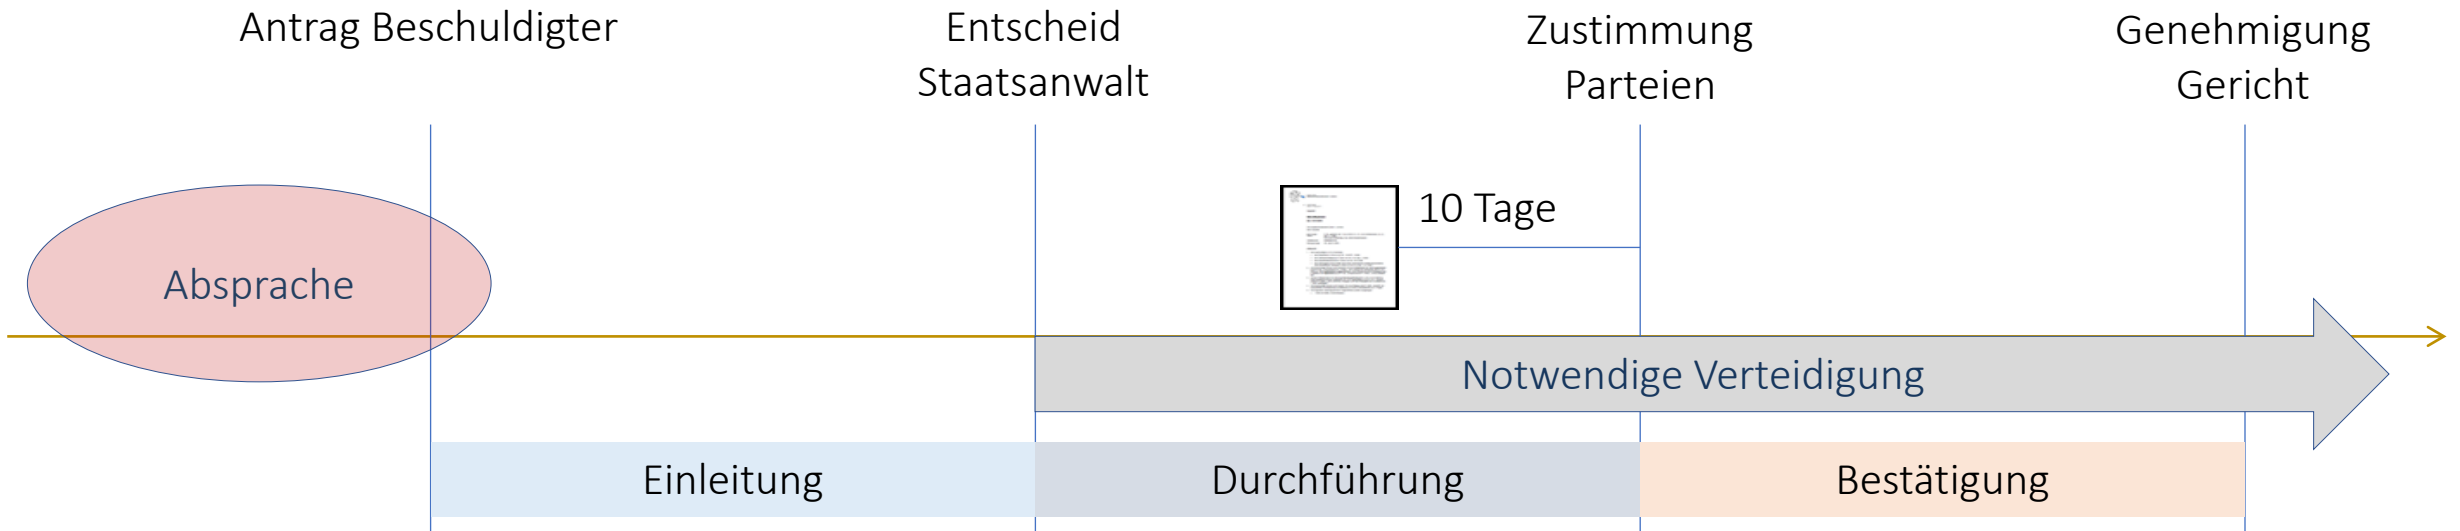 Antrag Beschuldigter
Entscheid
Staatsanwalt
Zustimmung
Parteien
Genehmigung
Gericht
10 Tage
Absprache
Notwendige Verteidigung
Einleitung
Durchführung
Bestätigung